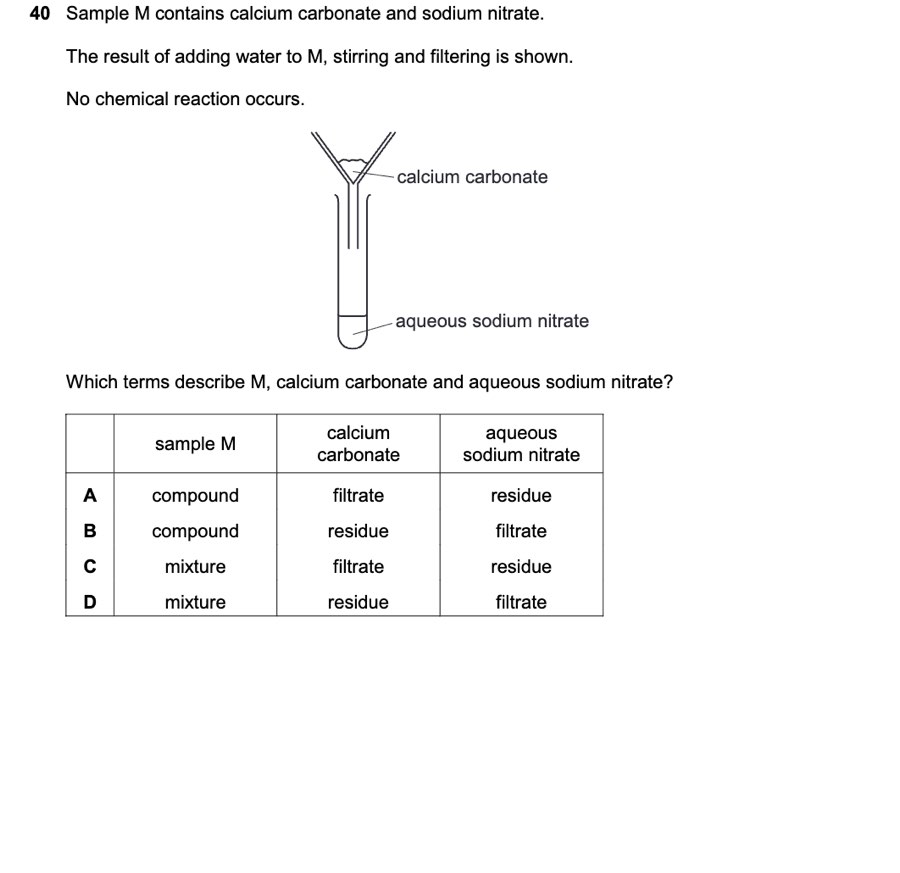 40 Sample M contains calcium carbonate and sodium nitrate.
The result of adding water to M, stirring and filtering is shown.
No chemical reaction occurs.
calcium carbonate
aqueous sodium nitrate
Which terms describe M, calcium carbonate and aqueous sodium nitrate?
sample M calcium carbonate aqueous sodium nitrate
A compound filtrate residue
B compound residue filtrate
C mixture filtrate residue
D mixture residue filtrate